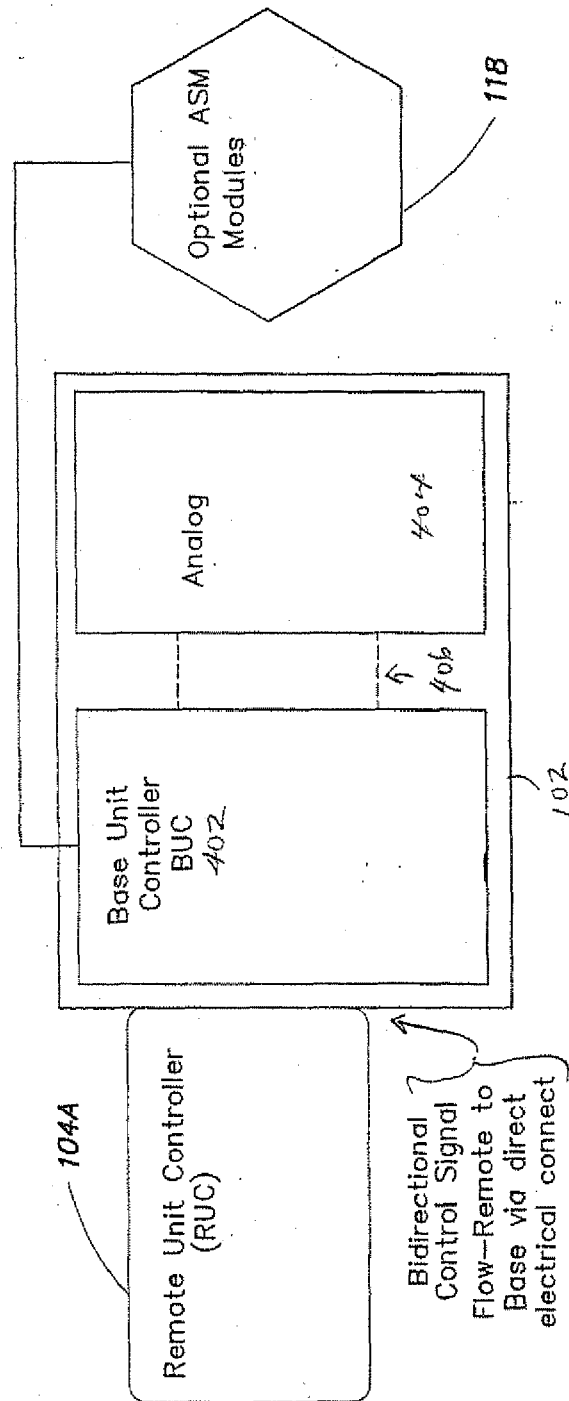 104A
Remote Unit Controller
(RUC)
Bidirectional
Control Signal
Flow-Remote to
Base via direct
electrical connect
Base Unit
Controller
BUC
402
406
Analog
404
102
Optional ASM
Modules
118